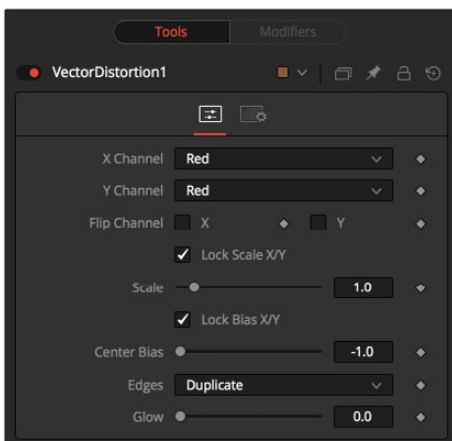 Tools Modifiers
VectorDistortion1
X Channel Red
Y Channel Red
Flip Channel X Y
Lock Scale X/Y
Scale 1.0
Lock Bias X/Y
Center Bias -1.0
Edges Duplicate
Glow 0.0